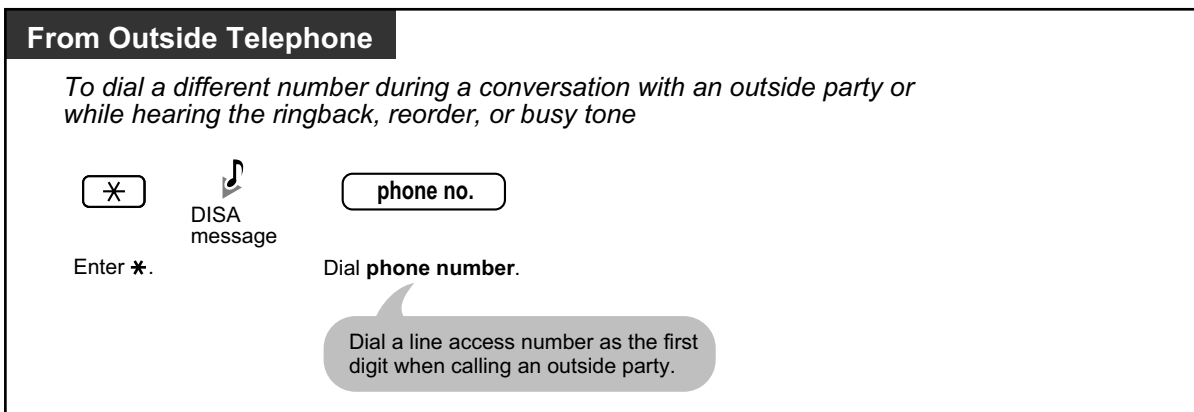 From Outside Telephone
To dial a different number during a conversation with an outside party or
while hearing the ringback, reorder, or busy tone
* phone no.
DISA
message
Enter *.
Dial phone number.
Dial a line access number as the first
digit when calling an outside party.